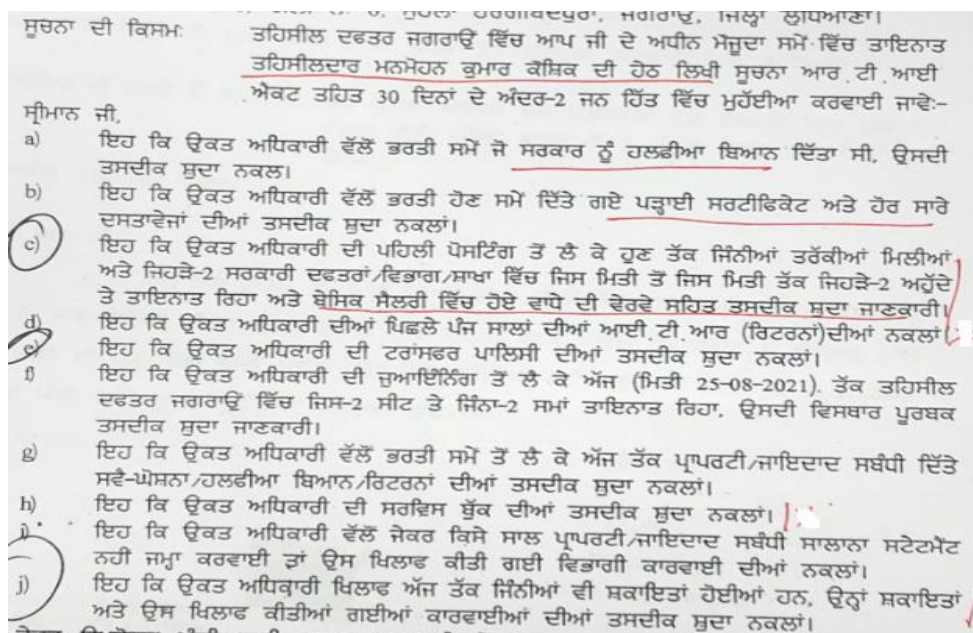 ਨੰ. 6, ਮੁਹੱਲਾ ਹਰਗੋਬਿੰਦਪੁਰਾ, ਜਗਰਾਉਂ, ਜਿਲ੍ਹਾ ਲੁਧਿਆਣਾ।
ਸੂਚਨਾ ਦੀ ਕਿਸਮ: ਤਹਿਸੀਲ ਦਫਤਰ ਜਗਰਾਉਂ ਵਿੱਚ ਆਪ ਜੀ ਦੇ ਅਧੀਨ ਮੌਜੂਦਾ ਸਮੇਂ ਵਿੱਚ ਤਾਇਨਾਤ
ਤਹਿਸੀਲਦਾਰ ਮਨਮੋਹਨ ਕੁਮਾਰ ਕੌਸ਼ਿਕ ਦੀ ਹੇਠ ਲਿਖੀ ਸੂਚਨਾ ਆਰ.ਟੀ.ਆਈ
ਐਕਟ ਤਹਿਤ 30 ਦਿਨਾਂ ਦੇ ਅੰਦਰ-2 ਜਨ ਹਿੱਤ ਵਿੱਚ ਮੁਹੱਈਆ ਕਰਵਾਈ ਜਾਵੇ:-
ਸ੍ਰੀਮਾਨ ਜੀ,
a) ਇਹ ਕਿ ਉਕਤ ਅਧਿਕਾਰੀ ਵੱਲੋਂ ਭਰਤੀ ਸਮੇਂ ਜੋ ਸਰਕਾਰ ਨੂੰ ਹਲਫੀਆ ਬਿਆਨ ਦਿੱਤਾ ਸੀ, ਉਸਦੀ
ਤਸਦੀਕ ਸ਼ੁਦਾ ਨਕਲ।
b) ਇਹ ਕਿ ਉਕਤ ਅਧਿਕਾਰੀ ਵੱਲੋਂ ਭਰਤੀ ਹੋਣ ਸਮੇਂ ਦਿੱਤੇ ਗਏ ਪੜ੍ਹਾਈ ਸਰਟੀਫਿਕੇਟ ਅਤੇ ਹੋਰ ਸਾਰੇ
ਦਸਤਾਵੇਜਾਂ ਦੀਆਂ ਤਸਦੀਕ ਸ਼ੁਦਾ ਨਕਲਾਂ।
c) ਇਹ ਕਿ ਉਕਤ ਅਧਿਕਾਰੀ ਦੀ ਪਹਿਲੀ ਪੋਸਟਿੰਗ ਤੋਂ ਲੈ ਕੇ ਹੁਣ ਤੱਕ ਜਿੰਨੀਆਂ ਤਰੱਕੀਆਂ ਮਿਲੀਆਂ
ਅਤੇ ਜਿਹੜੇ-2 ਸਰਕਾਰੀ ਦਫਤਰਾਂ/ਵਿਭਾਗ/ਸ਼ਾਖਾ ਵਿੱਚ ਜਿਸ ਮਿਤੀ ਤੋਂ ਜਿਸ ਮਿਤੀ ਤੱਕ ਜਿਹੜੇ-2 ਅਹੁੱਦੇ
ਤੇ ਤਾਇਨਾਤ ਰਿਹਾ ਅਤੇ ਬੇਸਿਕ ਸੈਲਰੀ ਵਿੱਚ ਹੋਏ ਵਾਧੇ ਦੀ ਵੇਰਵੇ ਸਹਿਤ ਤਸਦੀਕ ਸ਼ੁਦਾ ਜਾਣਕਾਰੀ।
d) ਇਹ ਕਿ ਉਕਤ ਅਧਿਕਾਰੀ ਦੀਆਂ ਪਿਛਲੇ ਪੰਜ ਸਾਲਾਂ ਦੀਆਂ ਆਈ.ਟੀ.ਆਰ (ਰਿਟਰਨਾਂ)ਦੀਆਂ ਨਕਲਾਂ
e) ਇਹ ਕਿ ਉਕਤ ਅਧਿਕਾਰੀ ਦੀ ਟਰਾਂਸਫਰ ਪਾਲਿਸੀ ਦੀਆਂ ਤਸਦੀਕ ਸ਼ੁਦਾ ਨਕਲਾਂ।
f) ਇਹ ਕਿ ਉਕਤ ਅਧਿਕਾਰੀ ਦੀ ਜੁਆਇੰਨਿੰਗ ਤੋਂ ਲੈ ਕੇ ਅੱਜ (ਮਿਤੀ 25-08-2021). ਤੱਕ ਤਹਿਸੀਲ
ਦਫਤਰ ਜਗਰਾਉਂ ਵਿੱਚ ਜਿਸ-2 ਸੀਟ ਤੇ ਜਿੰਨਾ-2 ਸਮਾਂ ਤਾਇਨਾਤ ਰਿਹਾ, ਉਸਦੀ ਵਿਸਥਾਰ ਪੂਰਬਕ
ਤਸਦੀਕ ਸ਼ੁਦਾ ਜਾਣਕਾਰੀ।
g) ਇਹ ਕਿ ਉਕਤ ਅਧਿਕਾਰੀ ਵੱਲੋਂ ਭਰਤੀ ਸਮੇਂ ਤੋਂ ਲੈ ਕੇ ਅੱਜ ਤੱਕ ਪ੍ਰਾਪਰਟੀ/ਜਾਇਦਾਦ ਸਬੰਧੀ ਦਿੱਤੇ
ਸਵੈ-ਘੋਸ਼ਨਾ/ਹਲਫੀਆ ਬਿਆਨ/ਰਿਟਰਨਾਂ ਦੀਆਂ ਤਸਦੀਕ ਸ਼ੁਦਾ ਨਕਲਾਂ।
h) ਇਹ ਕਿ ਉਕਤ ਅਧਿਕਾਰੀ ਦੀ ਸਰਵਿਸ ਬੁੱਕ ਦੀਆਂ ਤਸਦੀਕ ਸ਼ੁਦਾ ਨਕਲਾਂ।
i) ਇਹ ਕਿ ਉਕਤ ਅਧਿਕਾਰੀ ਵੱਲੋਂ ਜੇਕਰ ਕਿਸੇ ਸਾਲ ਪ੍ਰਾਪਰਟੀ/ਜਾਇਦਾਦ ਸਬੰਧੀ ਸਾਲਾਨਾ ਸਟੇਟਮੈਂਟ
ਨਹੀਂ ਜਮ੍ਹਾ ਕਰਵਾਈ ਤਾਂ ਉਸ ਖਿਲਾਫ ਕੀਤੀ ਗਈ ਵਿਭਾਗੀ ਕਾਰਵਾਈ ਦੀਆਂ ਨਕਲਾਂ।
j) ਇਹ ਕਿ ਉਕਤ ਅਧਿਕਾਰੀ ਖਿਲਾਫ ਅੱਜ ਤੱਕ ਜਿੰਨੀਆਂ ਵੀ ਸ਼ਕਾਇਤਾਂ ਹੋਈਆਂ ਹਨ, ਉਨ੍ਹਾਂ ਸ਼ਕਾਇਤਾਂ
ਅਤੇ ਉਸ ਖਿਲਾਫ ਕੀਤੀਆਂ ਗਈਆਂ ਕਾਰਵਾਈਆਂ ਦੀਆਂ ਤਸਦੀਕ ਸ਼ੁਦਾ ਨਕਲਾਂ।